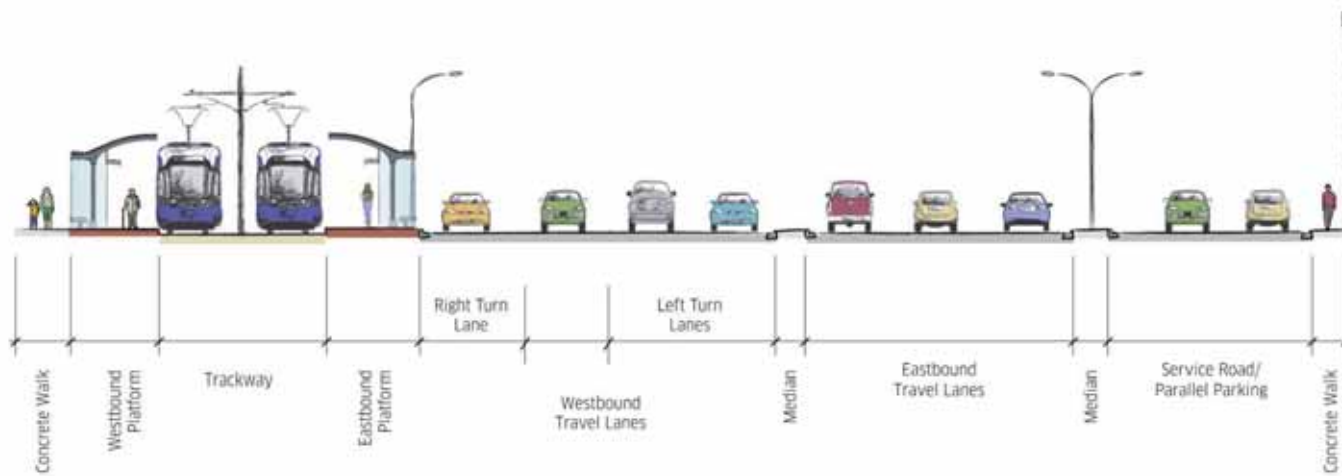 Right Turn
Lane
Left Turn
Lanes
Concrete Walk
Westbound
Platform
Trackway
Eastbound
Platform
Westbound
Travel Lanes
Median
Eastbound
Travel Lanes
Median
Service Road/
Parallel Parking
Concrete Walk